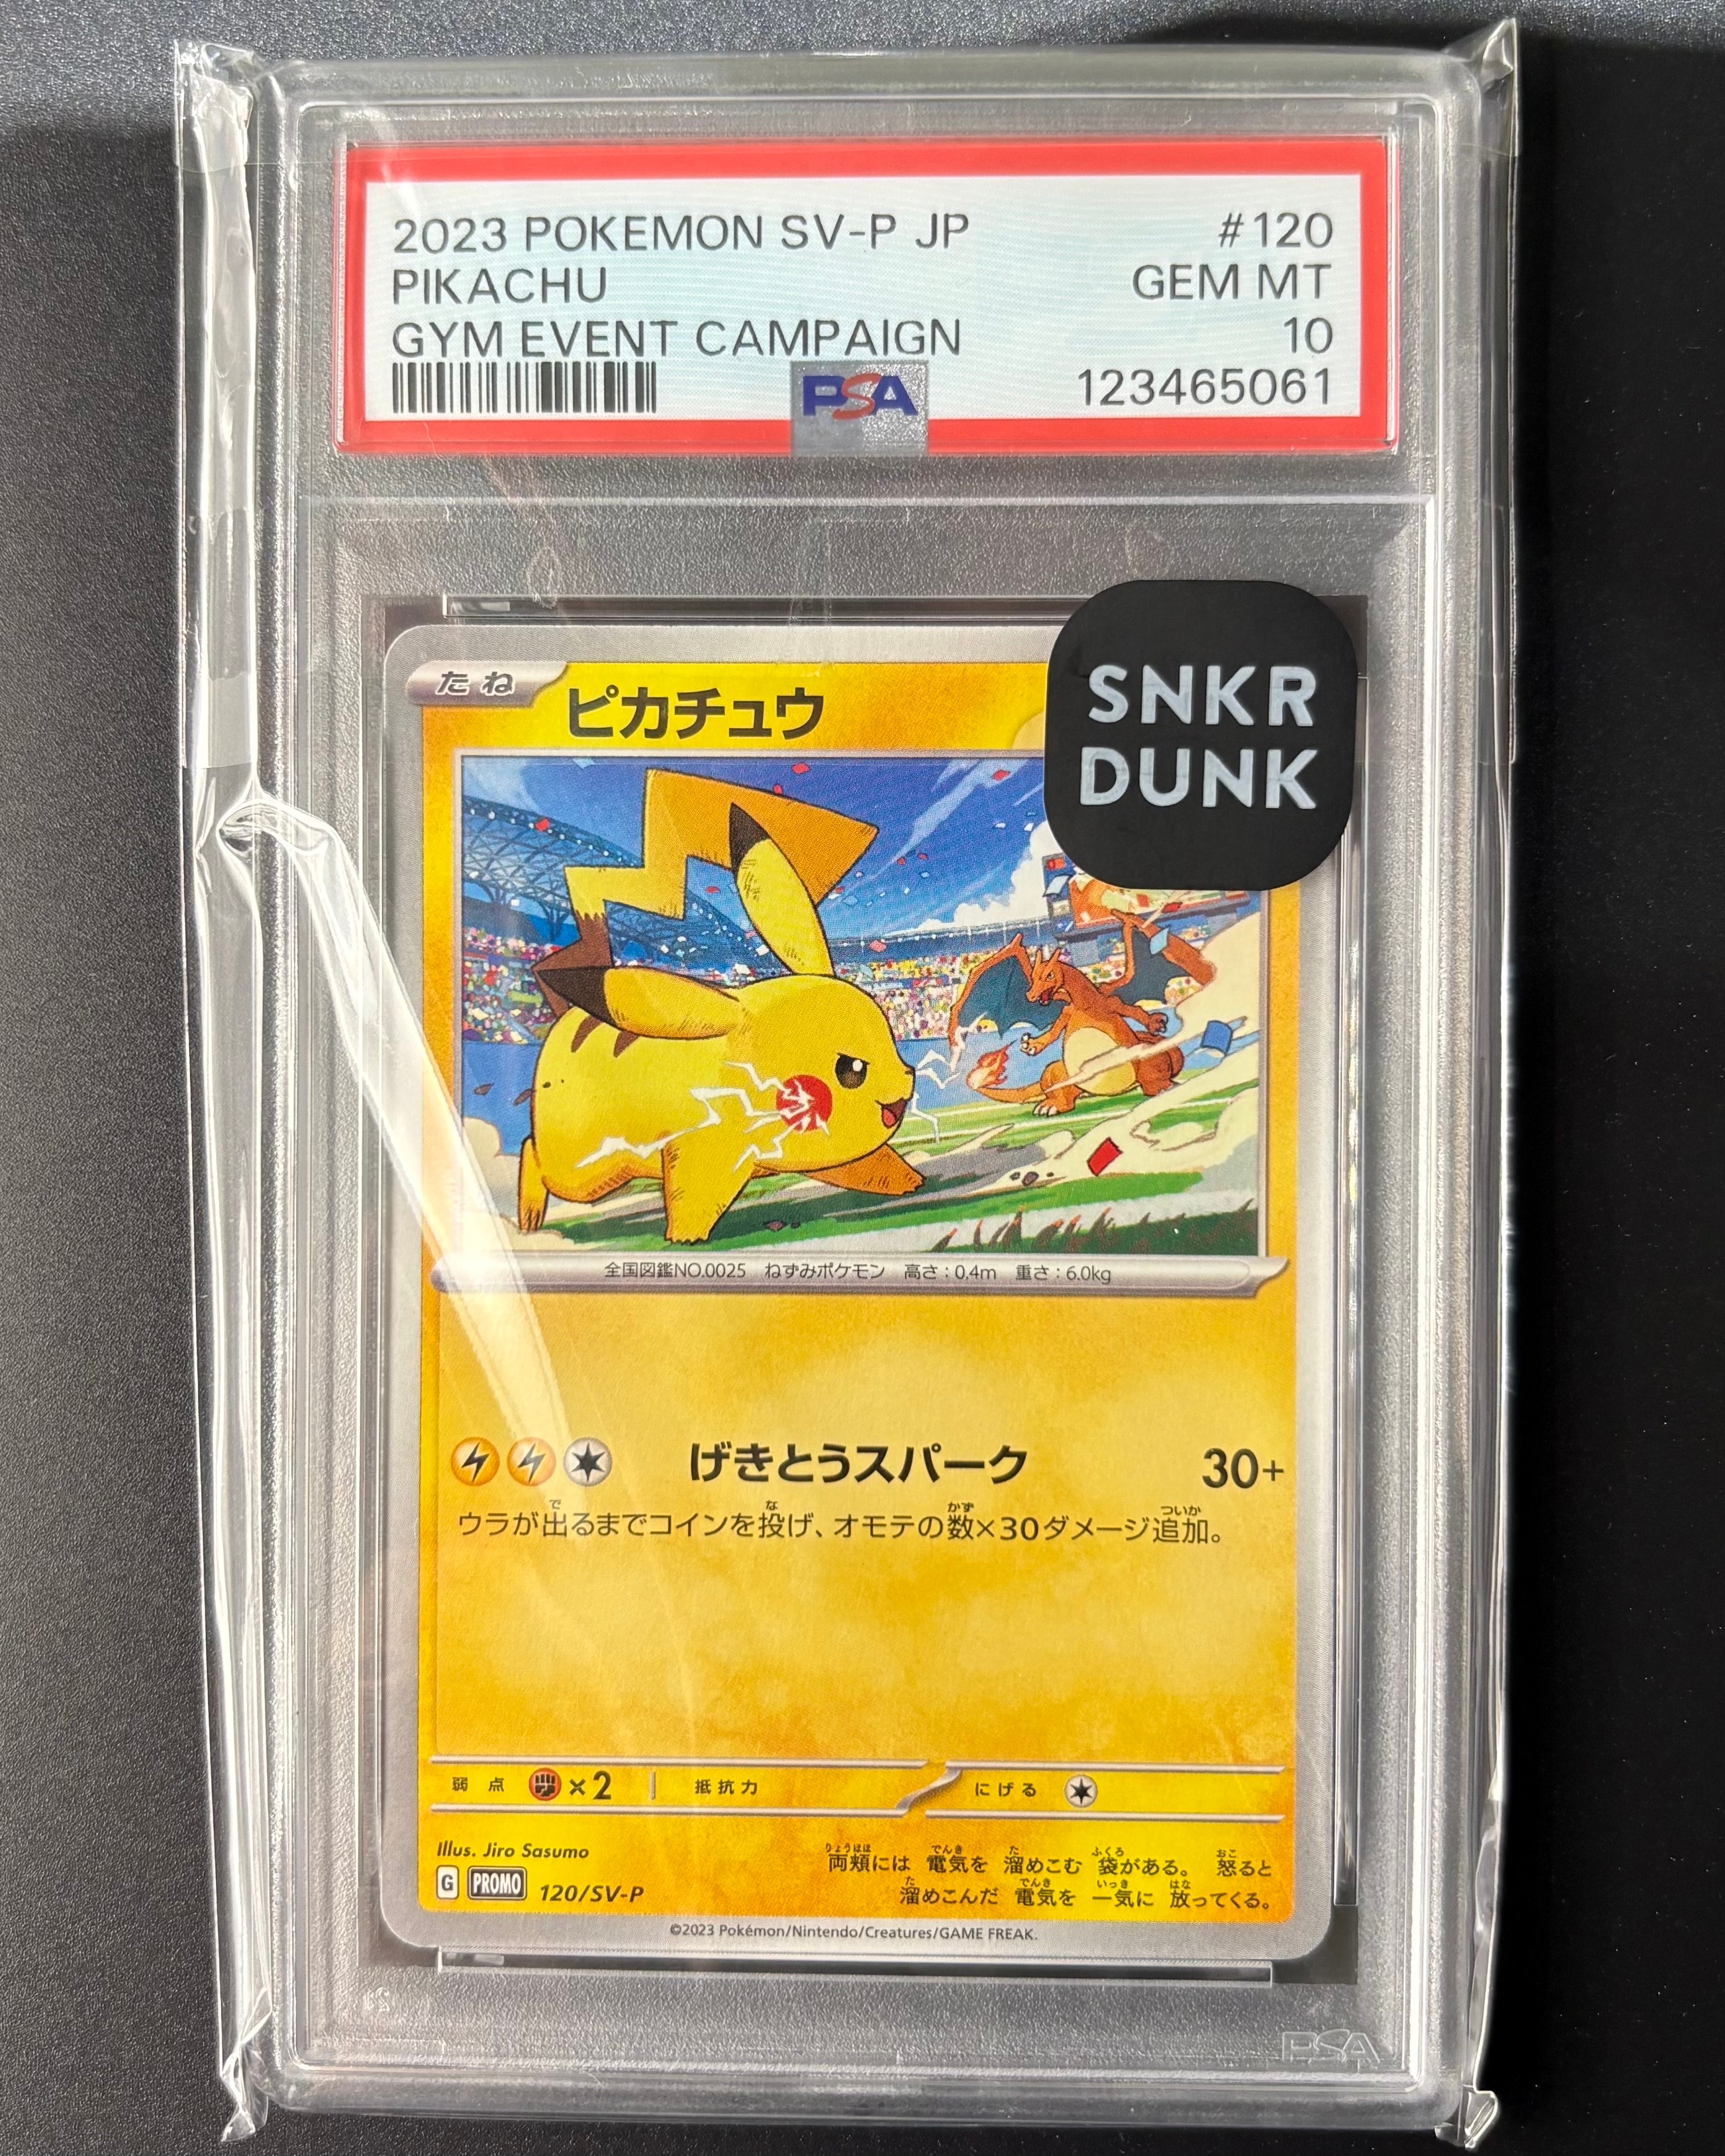 2023 POKEMON SV-P JP #120
PIKACHU GEM MT
GYM EVENT CAMPAIGN 10
PSA 123465061
SNKR
DUNK
たね ピカチュウ
全国図鑑NO.0025 ねずみポケモン 高さ:0.4m 重さ:6.0kg
げきとうスパーク 30+
ウラが出るまでコインを投げ、オモテの数×30ダメージ追加。
弱点 ×2 抵抗力 にげる
Illus. Jiro Sasumo
両頬には 電気を 溜めこむ 袋がある。 怒ると
溜めこんだ 電気を 一気に 放ってくる。
G PROMO 120/SV-P
©2023 Pokémon/Nintendo/Creatures/GAME FREAK.
PSA